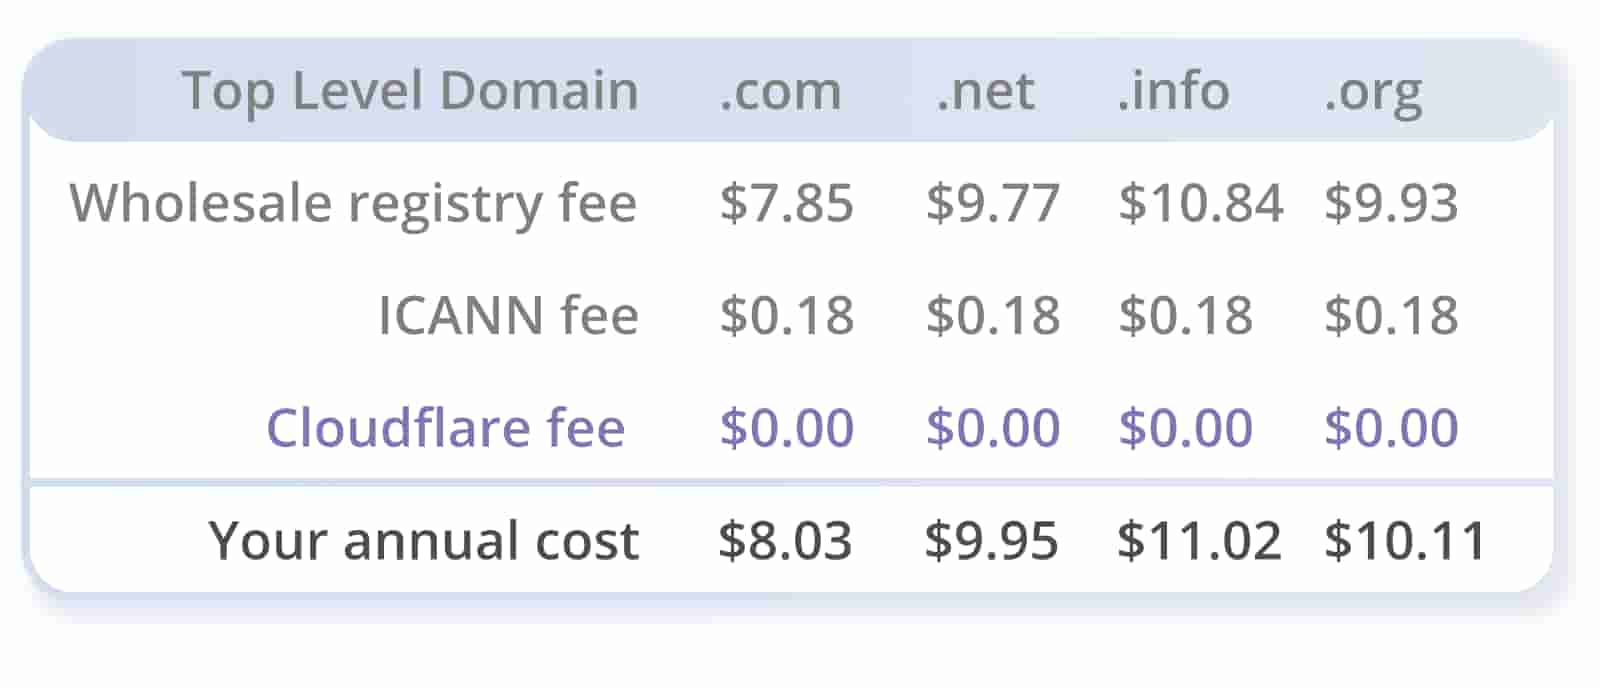 Top Level Domain .com .net .info .org
Wholesale registry fee $7.85 $9.77 $10.84 $9.93
ICANN fee $0.18 $0.18 $0.18 $0.18
Cloudflare fee $0.00 $0.00 $0.00 $0.00
Your annual cost $8.03 $9.95 $11.02 $10.11